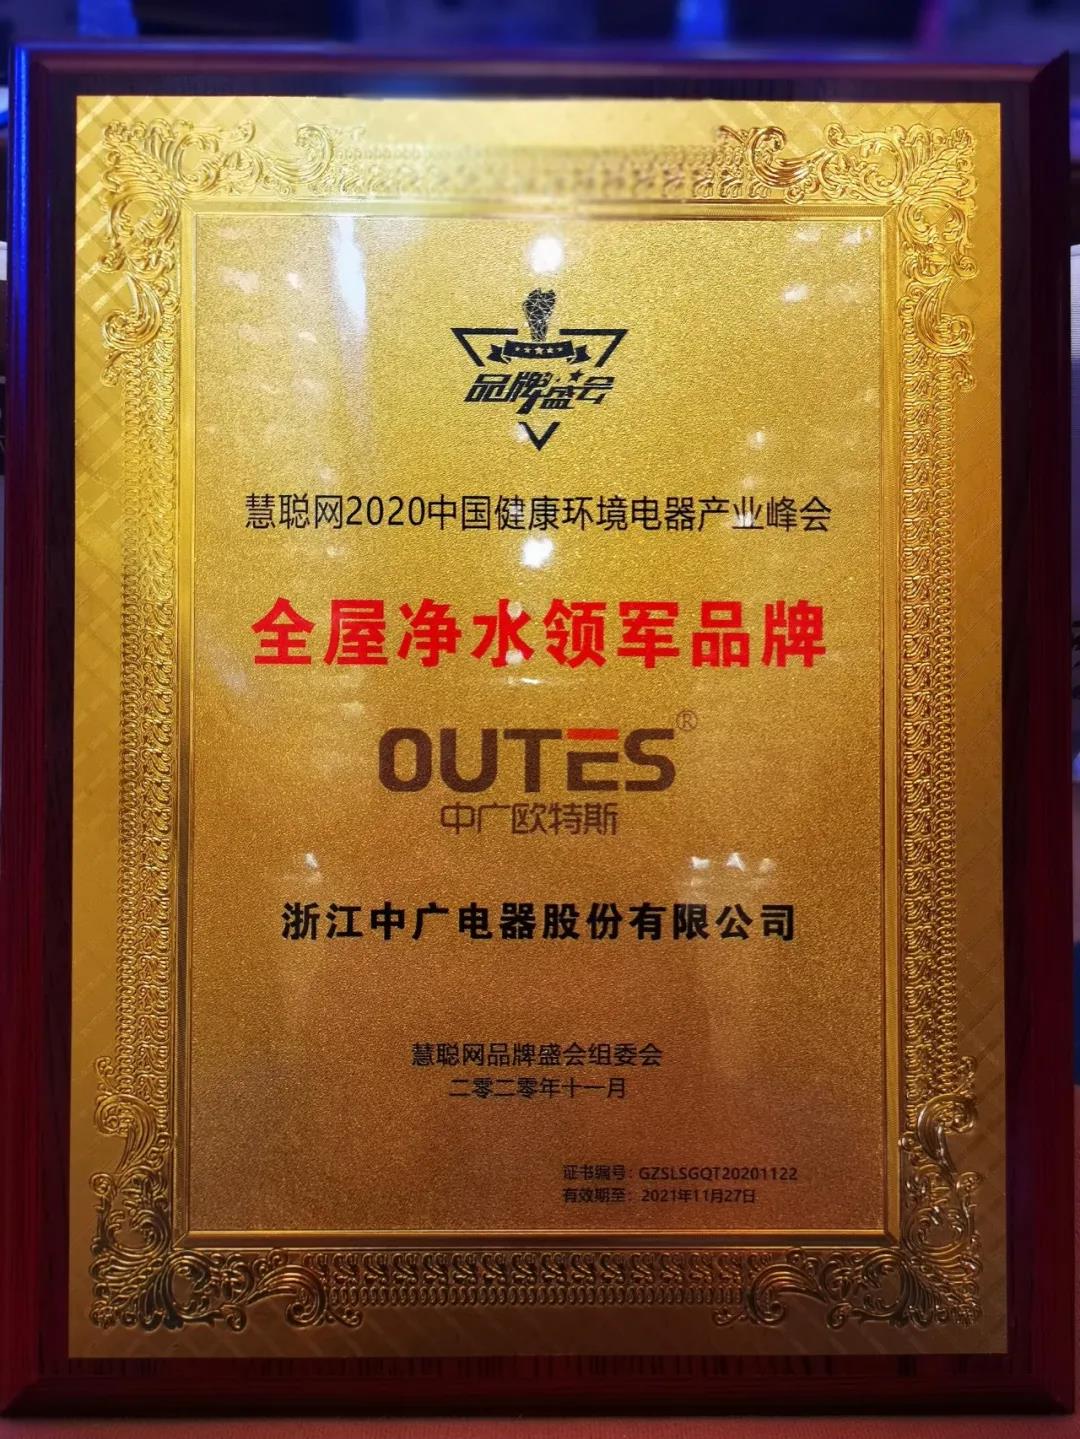 品牌盛会
慧聪网2020中国健康环境电器产业峰会
全屋净水领军品牌
OUTES®
中广欧特斯
浙江中广电器股份有限公司
慧聪网品牌盛会组委会
二零二零年十一月
证书编号：GZSLSGQT20201122
有效期至：2021年11月27日